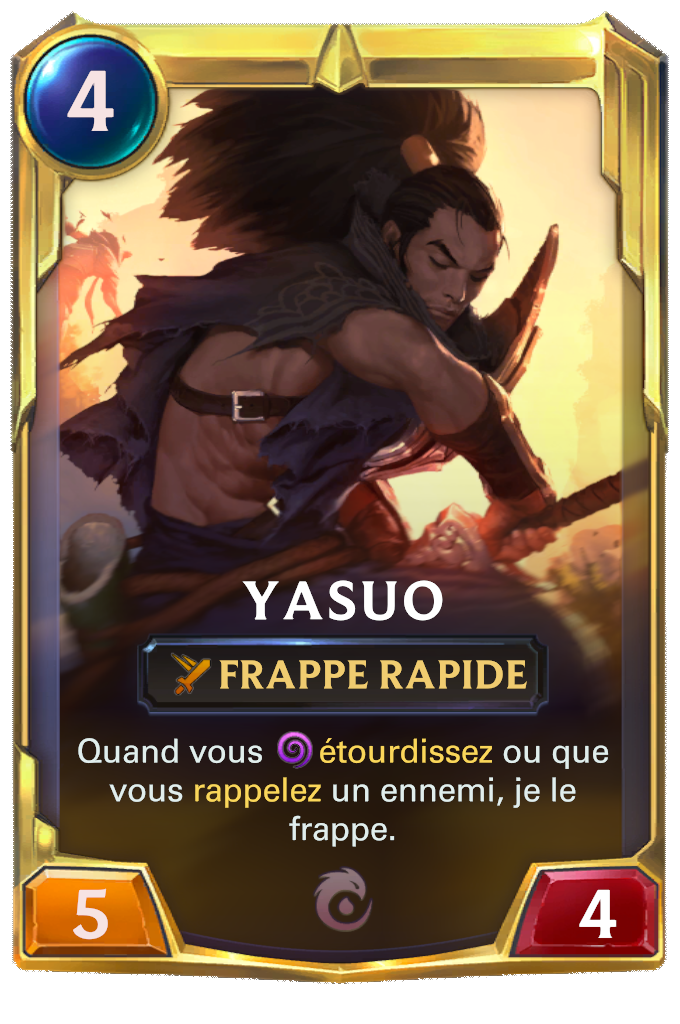 4
YASUO
FRAPPE RAPIDE
Quand vous étourdissez ou que
vous rappelez un ennemi, je le
frappe.
5
4